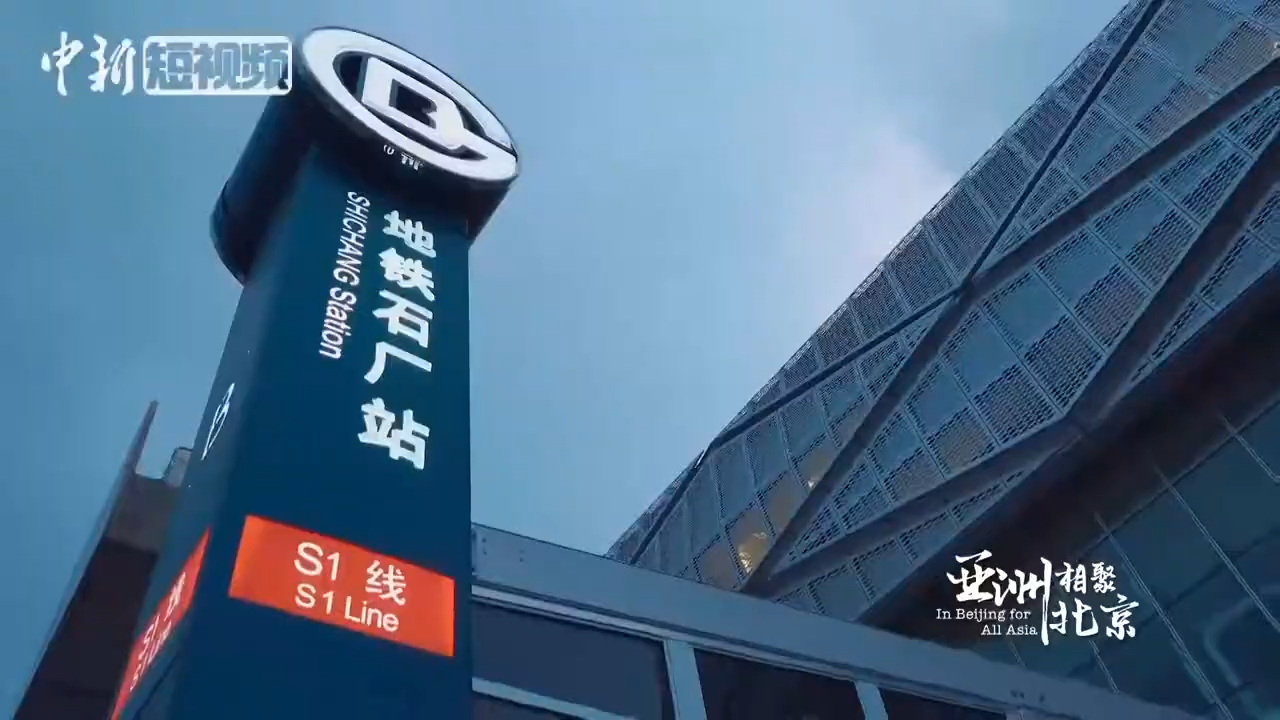 中新 短视频
地铁石厂站
SHICHANG Station
S1 线
S1 Line
亚洲 相聚
北京
In Beijing for
All Asia